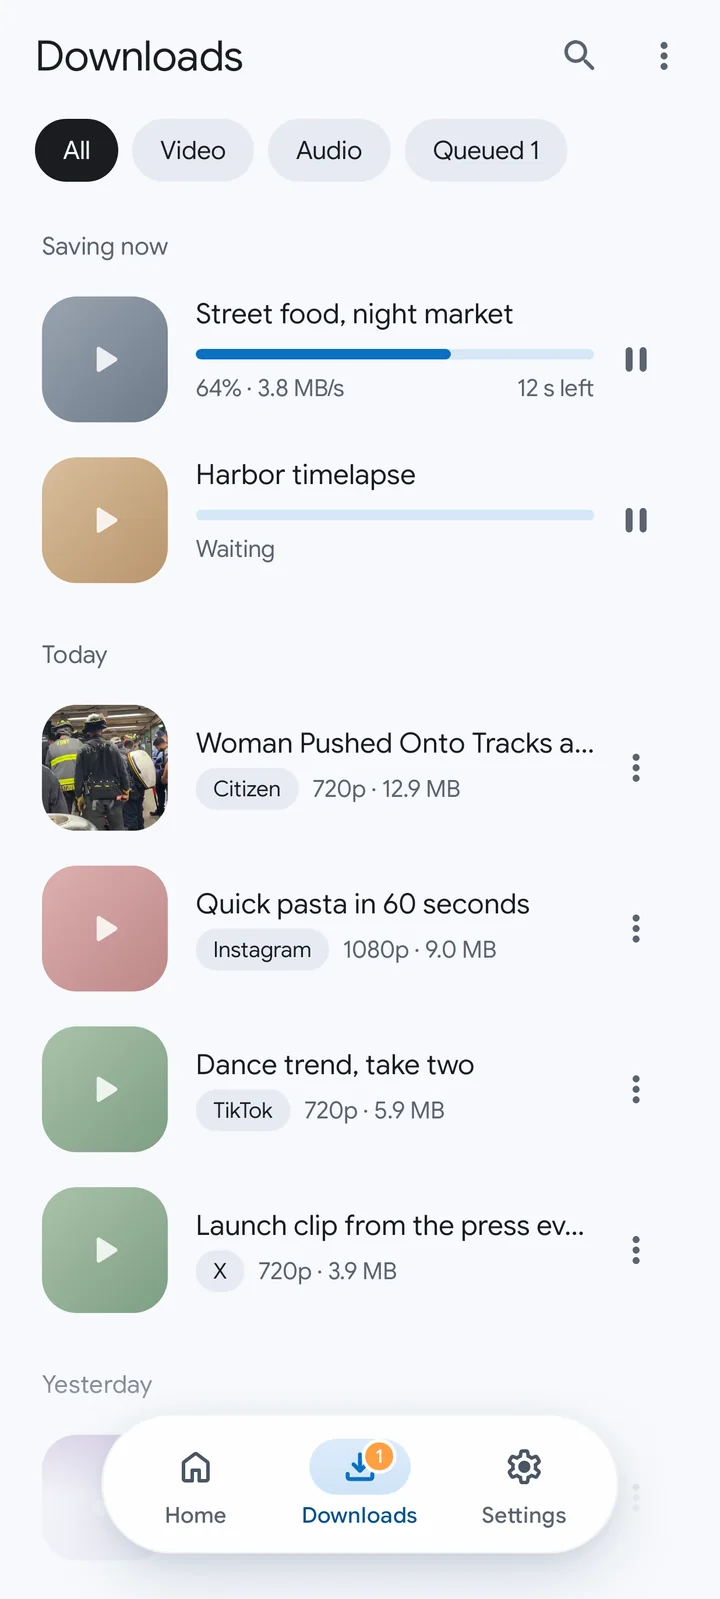 Downloads
All
Video
Audio
Queued 1
Saving now
Street food, night market
64% · 3.8 MB/s
12 s left
Harbor timelapse
Waiting
Today
Woman Pushed Onto Tracks a...
Citizen
720p · 12.9 MB
Quick pasta in 60 seconds
Instagram
1080p · 9.0 MB
Dance trend, take two
TikTok
720p · 5.9 MB
Launch clip from the press ev...
X
720p · 3.9 MB
Yesterday
1
Home
Downloads
Settings